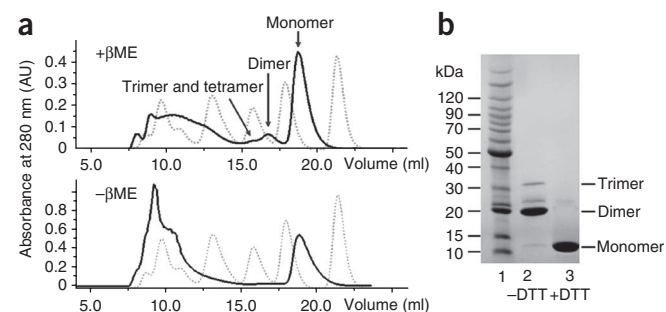 a
Absorbance at 280 nm (AU)
+βME
Monomer
Dimer
Trimer and tetramer
0.4
0.3
0.2
0.1
0
5.0 10.0 15.0 20.0 Volume (ml)
−βME
0.8
0.6
0.4
0.2
0
5.0 10.0 15.0 20.0 Volume (ml)
b
kDa
120
90
70
50
40
30
20
15
10
Trimer
Dimer
Monomer
1 2 3
−DTT +DTT